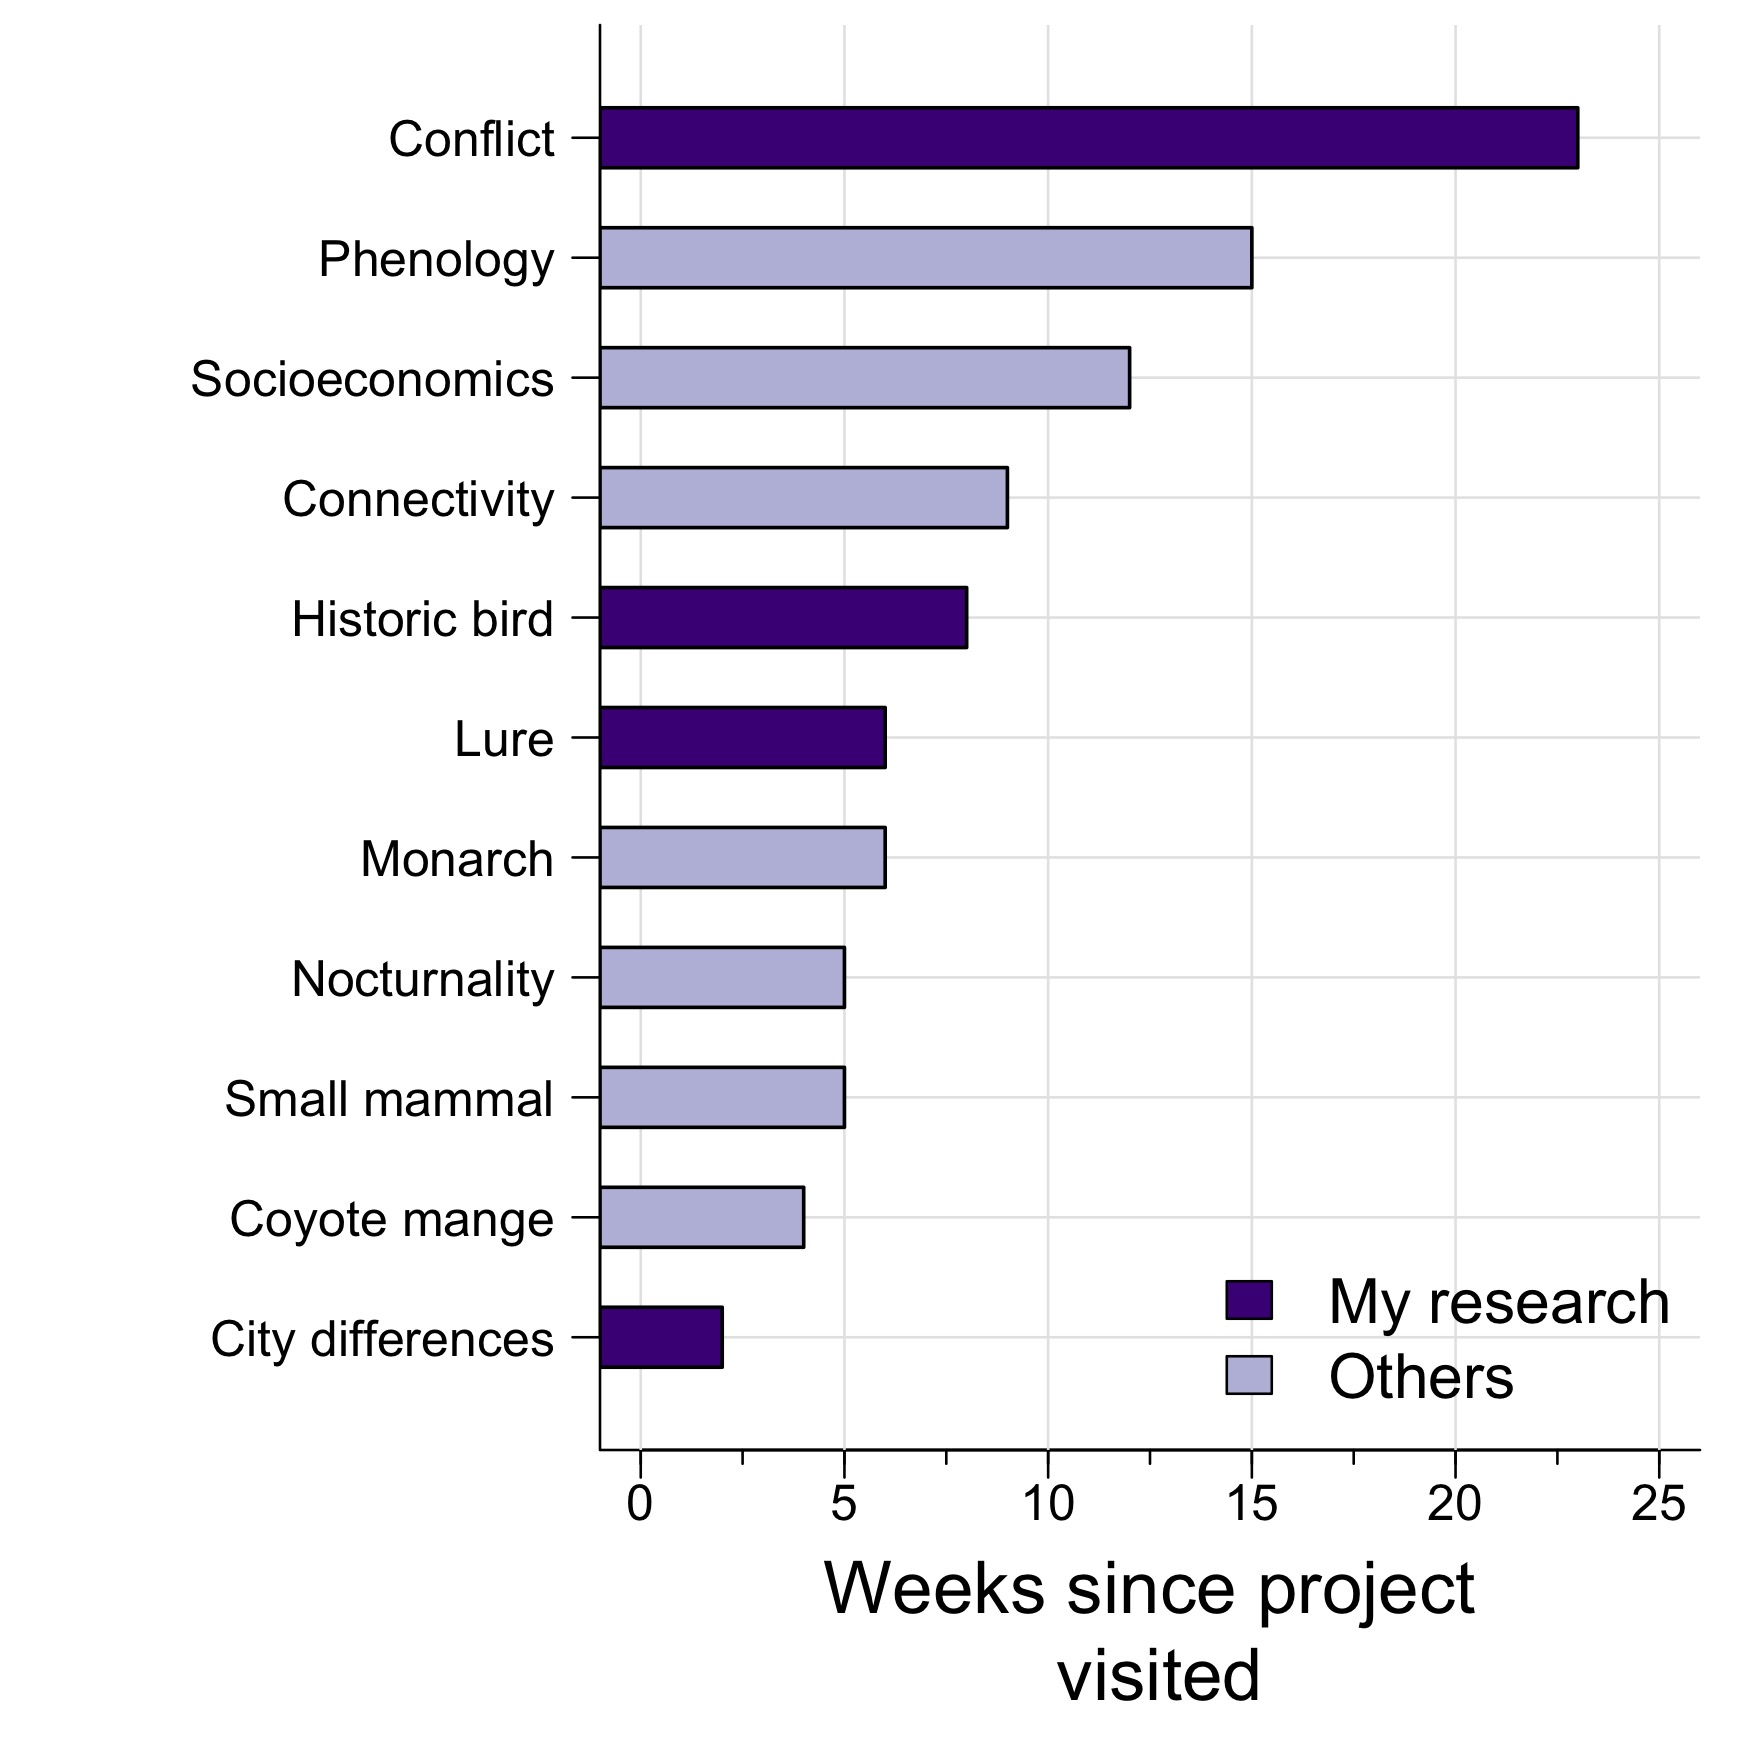 Conflict
Phenology
Socioeconomics
Connectivity
Historic bird
Lure
Monarch
Nocturnality
Small mammal
Coyote mange
City differences
My research
Others
0 5 10 15 20 25
Weeks since project
visited